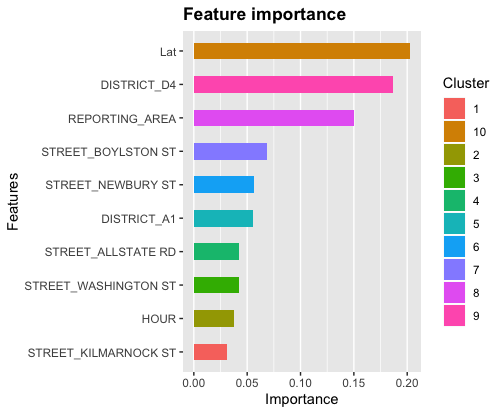 Feature importance
Features
Lat
DISTRICT_D4
REPORTING_AREA
STREET_BOYLSTON ST
STREET_NEWBURY ST
DISTRICT_A1
STREET_ALLSTATE RD
STREET_WASHINGTON ST
HOUR
STREET_KILMARNOCK ST
0.00 0.05 0.10 0.15 0.20
Importance
Cluster
1
10
2
3
4
5
6
7
8
9